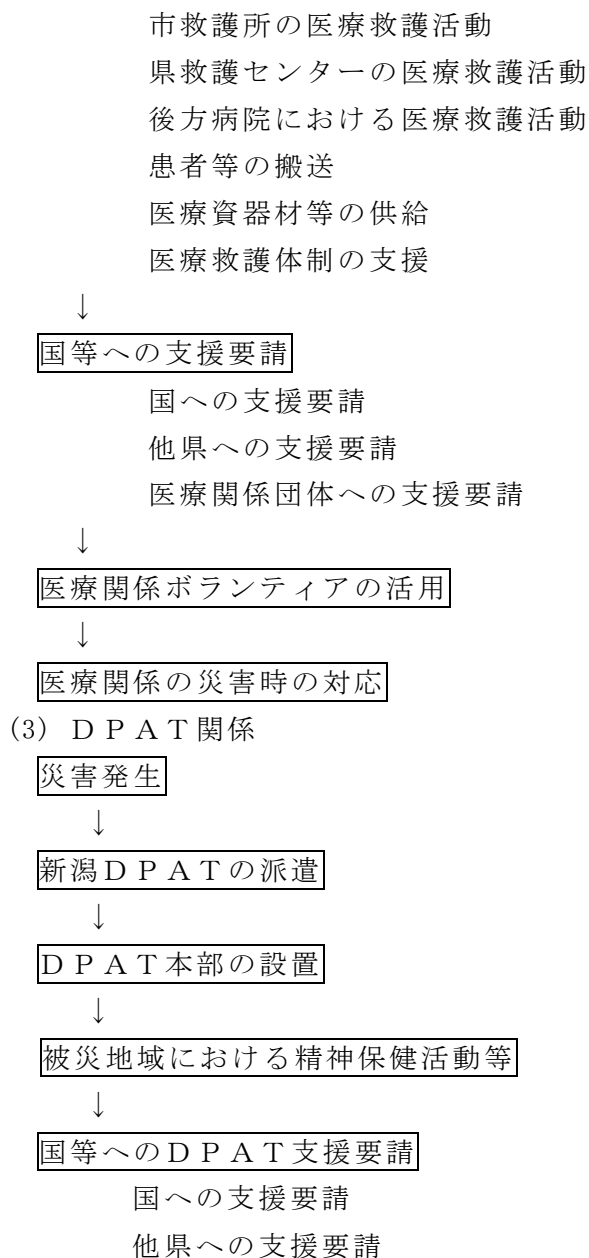 市救護所の医療救護活動
県救護センターの医療救護活動
後方病院における医療救護活動
患者等の搬送
医療資器材等の供給
医療救護体制の支援
↓
国等への支援要請
国への支援要請
他県への支援要請
医療関係団体への支援要請
↓
医療関係ボランティアの活用
↓
医療関係の災害時の対応
(3) ＤＰＡＴ関係
災害発生
↓
新潟ＤＰＡＴの派遣
↓
ＤＰＡＴ本部の設置
↓
被災地域における精神保健活動等
↓
国等へのＤＰＡＴ支援要請
国への支援要請
他県への支援要請